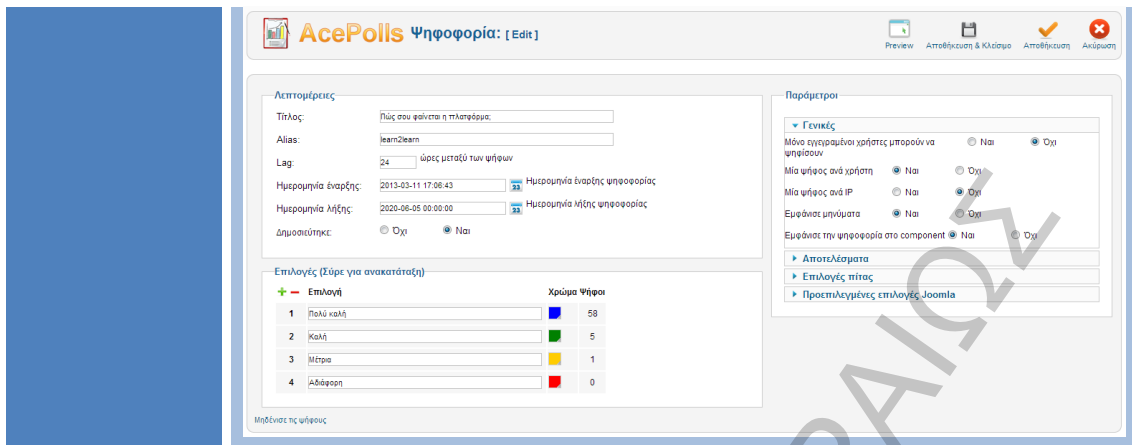 AcePolls Ψηφοφορία: [ Edit ]
Preview Αποθήκευση & Κλείσιμο Αποθήκευση Ακύρωση
Λεπτομέρειες
Τίτλος: Πώς σου φαίνεται η πλατφόρμα;
Alias: learn2learn
Lag: 24 ώρες μεταξύ των ψήφων
Ημερομηνία έναρξης: 2013-03-11 17:06:43 23 Ημερομηνία έναρξης ψηφοφορίας
Ημερομηνία λήξης: 2020-06-05 00:00:00 23 Ημερομηνία λήξης ψηφοφορίας
Δημοσιεύτηκε: Όχι Ναι
Επιλογές (Σύρε για ανακατάταξη)
Επιλογή Χρώμα Ψήφοι
1 Πολύ καλή 58
2 Καλή 5
3 Μέτρια 1
4 Αδιάφορη 0
Μηδένισε τις ψήφους
Παράμετροι
Γενικές
Μόνο εγγεγραμένοι χρήστες μπορούν να Ναι Όχι
ψηφίσουν
Μία ψήφος ανά χρήστη Ναι Όχι
Μία ψήφος ανά IP Ναι Όχι
Εμφάνισε μηνύματα Ναι Όχι
Εμφάνισε την ψηφοφορία στο component Ναι Όχι
Αποτελέσματα
Επιλογές πίτας
Προεπιλεγμένες επιλογές Joomla
ΡΑΙΩΣ